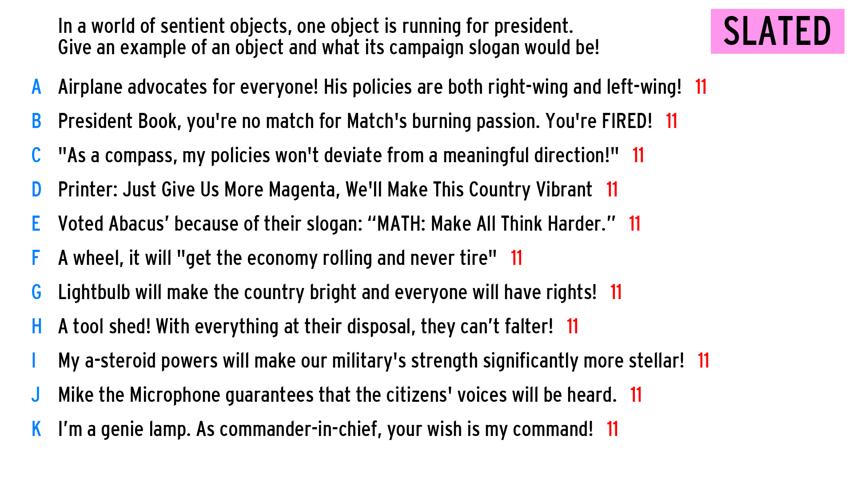 In a world of sentient objects, one object is running for president.
Give an example of an object and what its campaign slogan would be!
SLATED
A Airplane advocates for everyone! His policies are both right-wing and left-wing! 11
B President Book, you're no match for Match's burning passion. You're FIRED! 11
C "As a compass, my policies won't deviate from a meaningful direction!" 11
D Printer: Just Give Us More Magenta, We'll Make This Country Vibrant 11
E Voted Abacus’ because of their slogan: “MATH: Make All Think Harder.” 11
F A wheel, it will "get the economy rolling and never tire" 11
G Lightbulb will make the country bright and everyone will have rights! 11
H A tool shed! With everything at their disposal, they can’t falter! 11
I My a-steroid powers will make our military's strength significantly more stellar! 11
J Mike the Microphone guarantees that the citizens' voices will be heard. 11
K I’m a genie lamp. As commander-in-chief, your wish is my command! 11